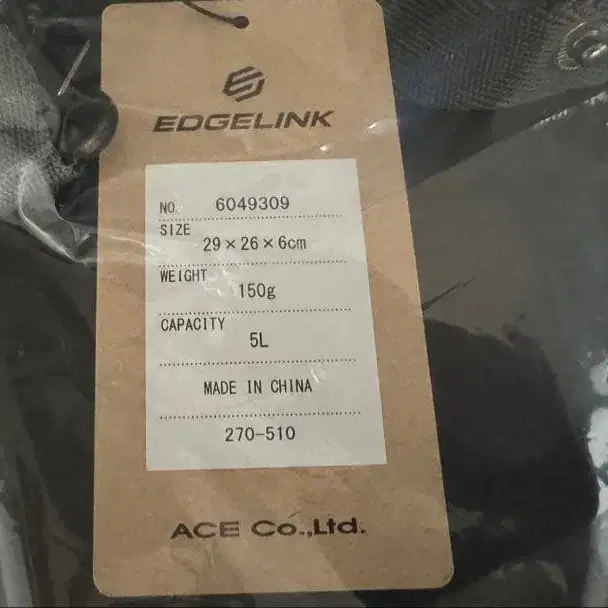 EDGELINK
NO. 6049309
SIZE
29×26×6cm
WEIGHT
150g
CAPACITY
5L
MADE IN CHINA
270-510
ACE Co.,Ltd.